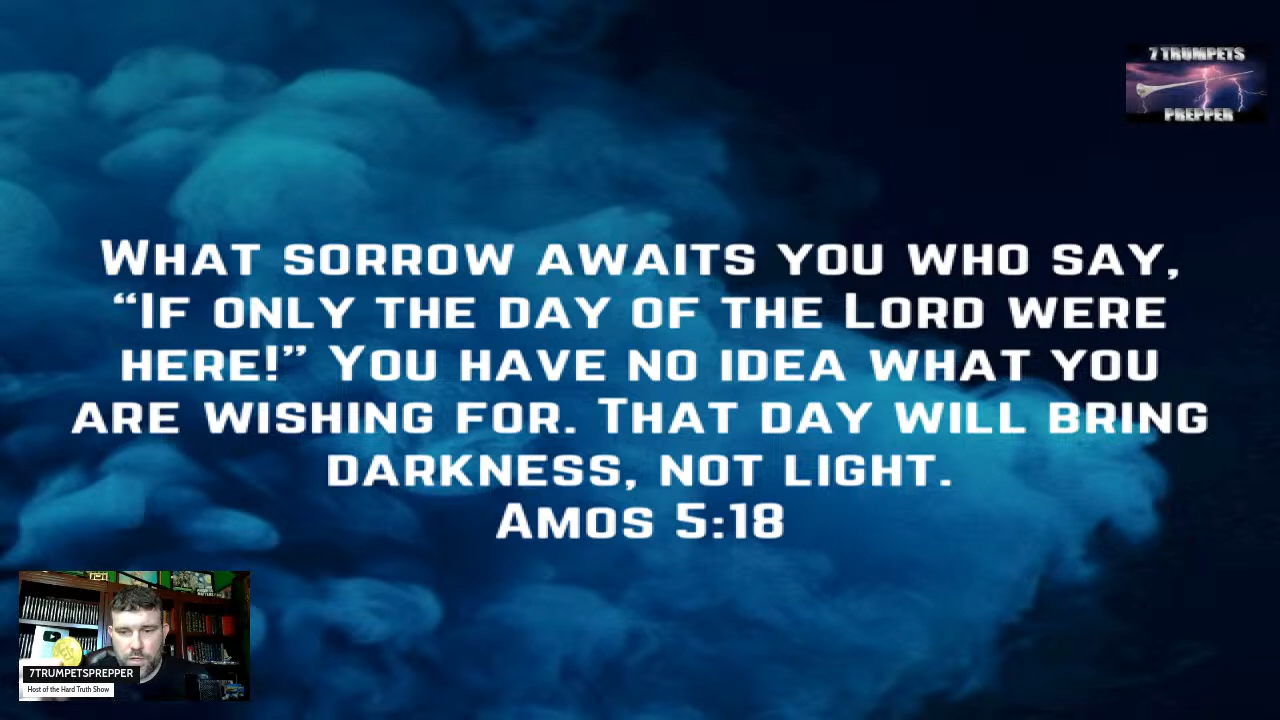 7 TRUMPETS
PREPPER
What sorrow awaits you who say,
“If only the day of the Lord were
here!” You have no idea what you
are wishing for. That day will bring
darkness, not light.
Amos 5:18
7TRUMPETSPREPPER
Host of the Hard Truth Show